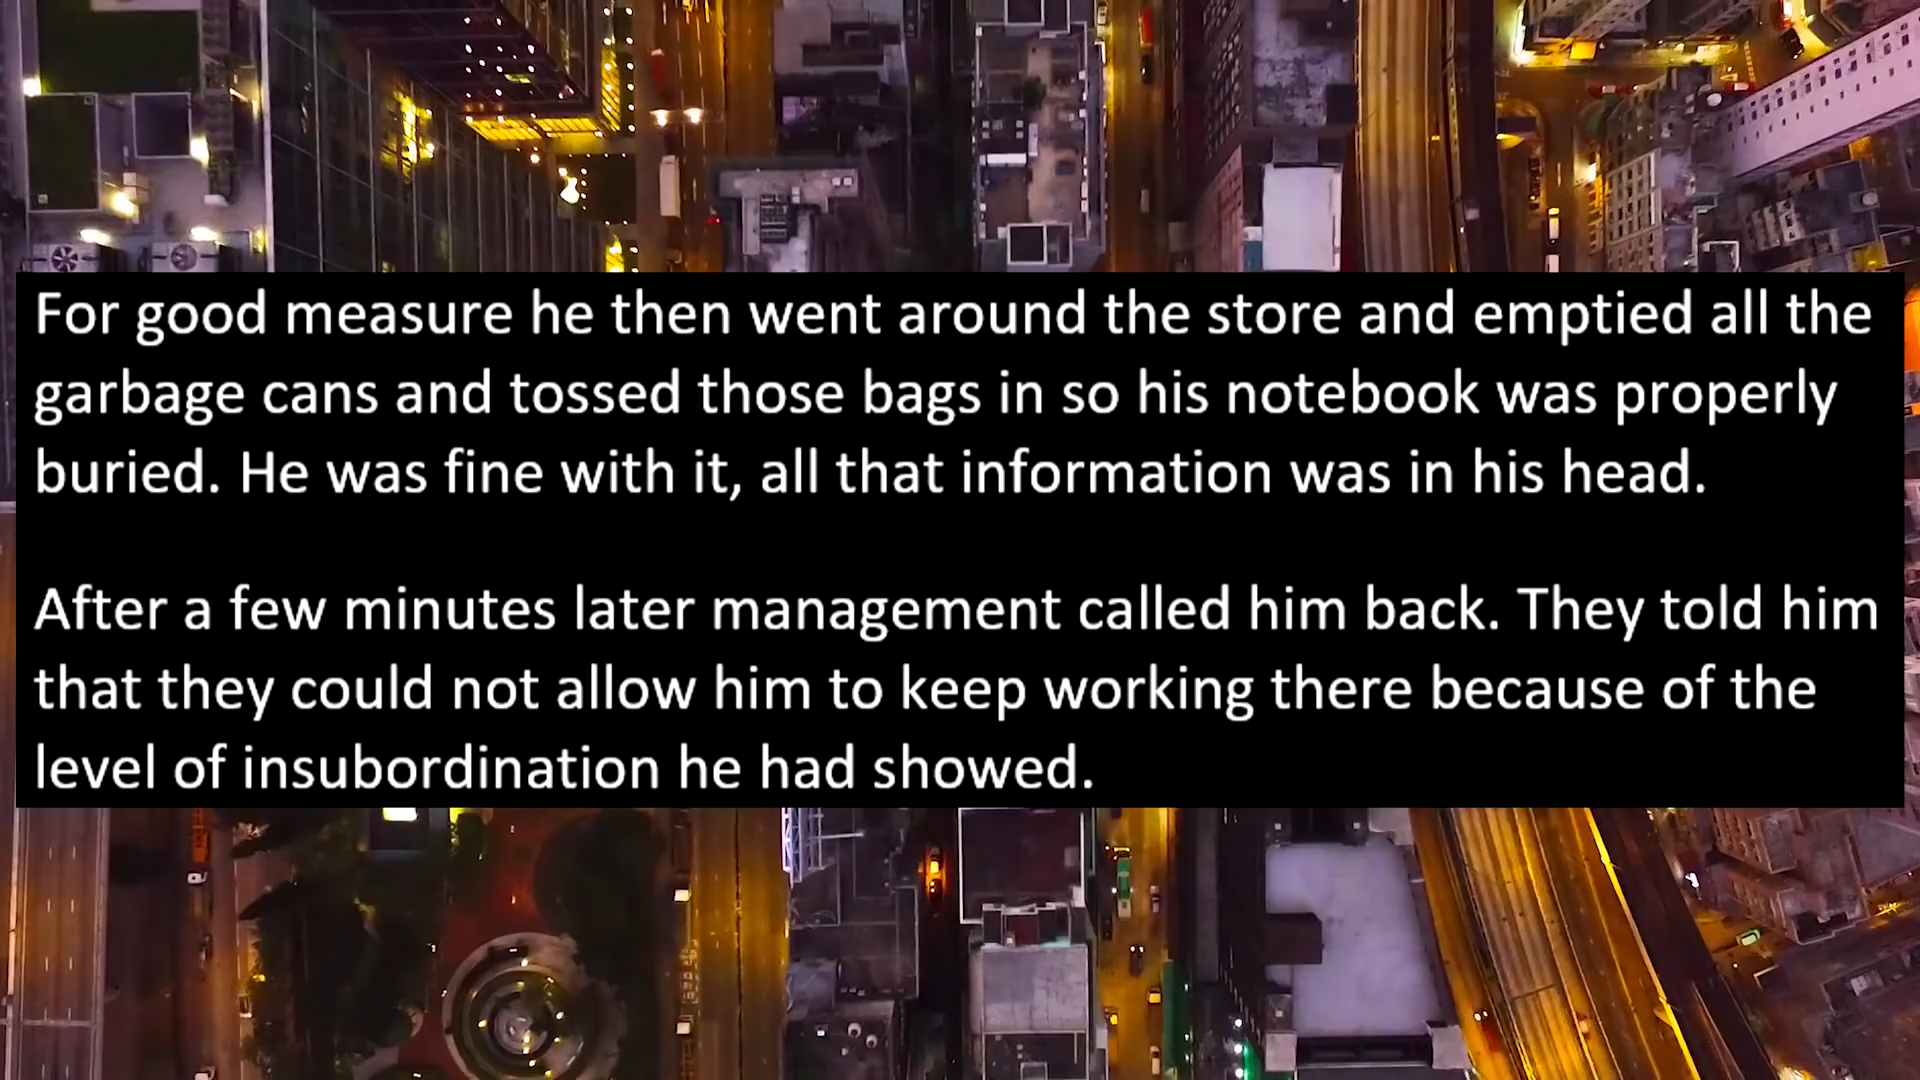 For good measure he then went around the store and emptied all the
garbage cans and tossed those bags in so his notebook was properly
buried. He was fine with it, all that information was in his head.
After a few minutes later management called him back. They told him
that they could not allow him to keep working there because of the
level of insubordination he had showed.